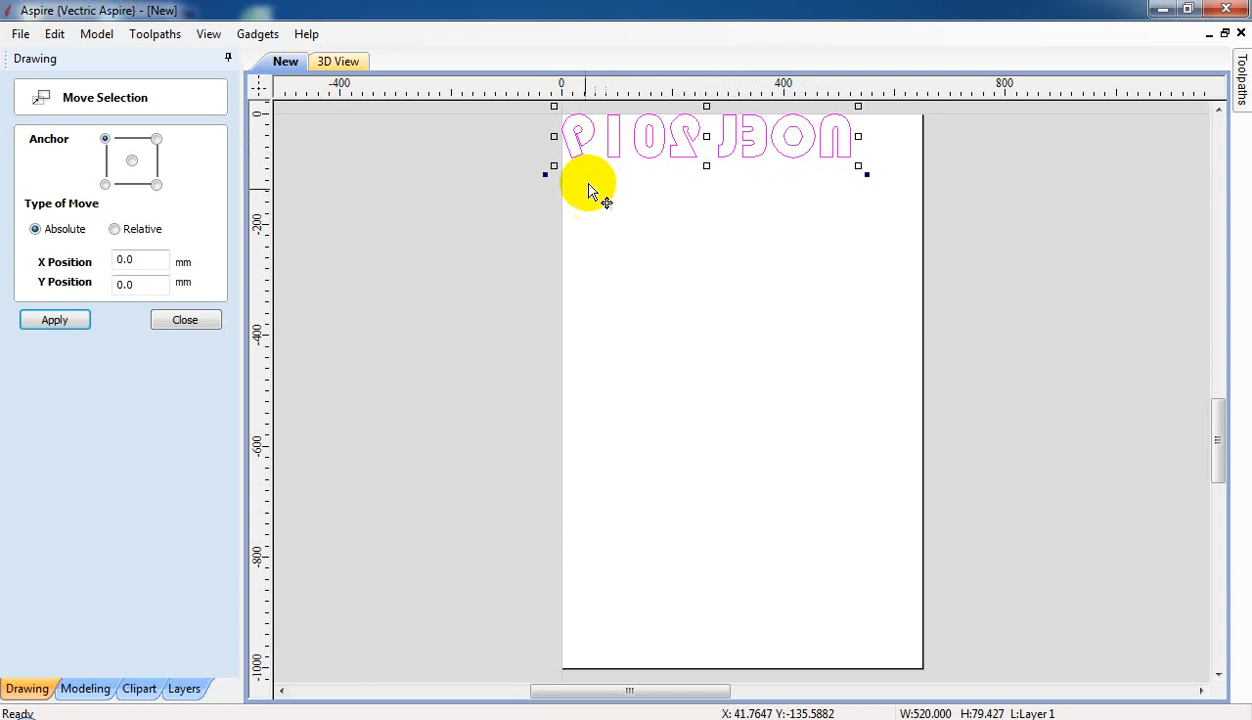 Aspire {Vectric Aspire} - [New]
File Edit Model Toolpaths View Gadgets Help
Drawing
New 3D View
Toolpaths
-400 0 400 800
Move Selection
Anchor
Type of Move
Absolute Relative
X Position 0.0 mm
Y Position 0.0 mm
Apply Close
0
-200
-400
-600
-800
-1000
Drawing Modeling Clipart Layers
Ready X: 41.7647 Y:-135.5882 W:520.000 H:79.427 L:Layer 1